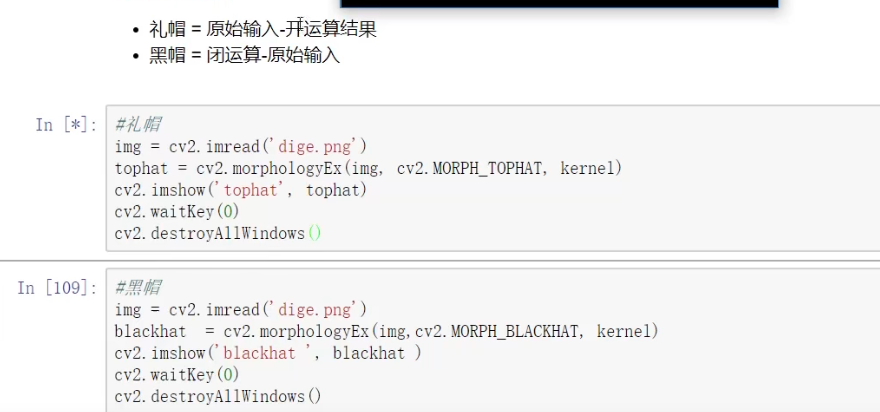 • 礼帽 = 原始输入-开运算结果
• 黑帽 = 闭运算-原始输入
In [*]:
#礼帽
img = cv2.imread('dige.png')
tophat = cv2.morphologyEx(img, cv2.MORPH_TOPHAT, kernel)
cv2.imshow('tophat', tophat)
cv2.waitKey(0)
cv2.destroyAllWindows()
In [109]:
#黑帽
img = cv2.imread('dige.png')
blackhat  = cv2.morphologyEx(img,cv2.MORPH_BLACKHAT, kernel)
cv2.imshow('blackhat ', blackhat )
cv2.waitKey(0)
cv2.destroyAllWindows()